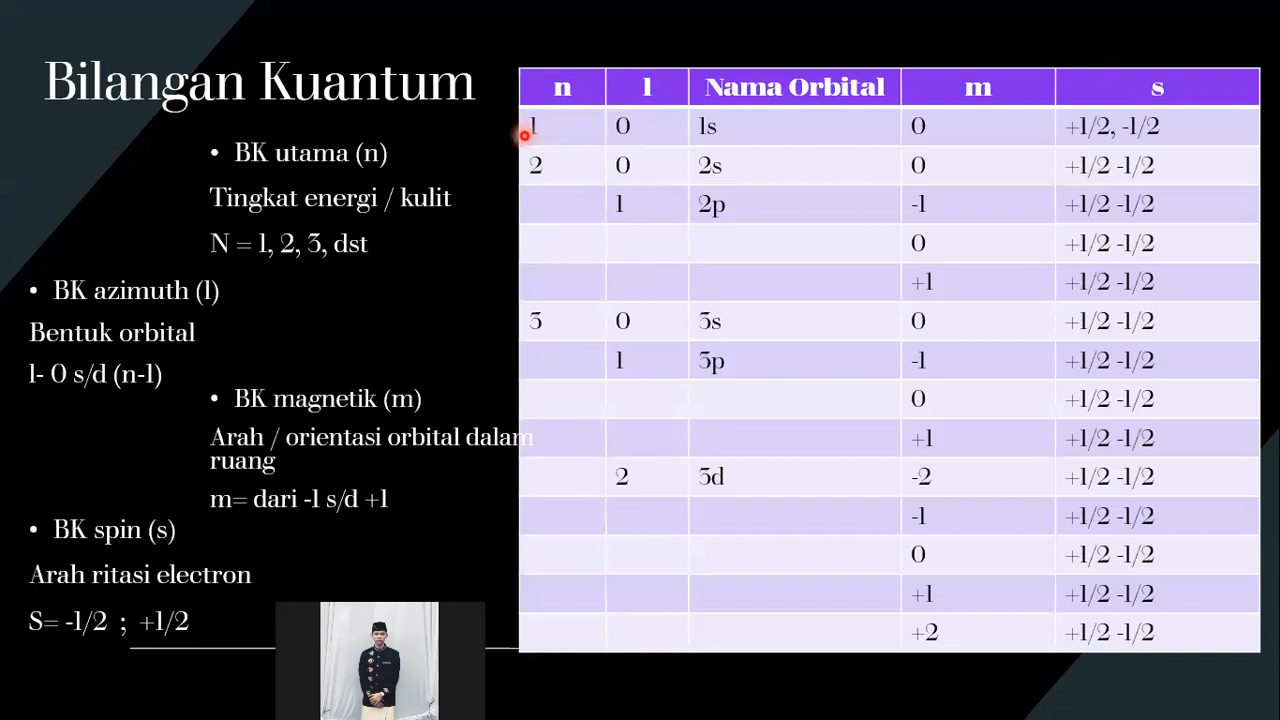 Bilangan Kuantum
• BK utama (n)
Tingkat energi / kulit
N = 1, 2, 3, dst
• BK azimuth (l)
Bentuk orbital
l- 0 s/d (n-1)
• BK magnetik (m)
Arah / orientasi orbital dalam
ruang
m= dari -l s/d +l
• BK spin (s)
Arah ritasi electron
S= -1/2 ; +1/2
n l Nama Orbital m s
1 0 1s 0 +1/2, -1/2
2 0 2s 0 +1/2 -1/2
1 2p -1 +1/2 -1/2
0 +1/2 -1/2
+1 +1/2 -1/2
3 0 3s 0 +1/2 -1/2
1 3p -1 +1/2 -1/2
0 +1/2 -1/2
+1 +1/2 -1/2
2 3d -2 +1/2 -1/2
-1 +1/2 -1/2
0 +1/2 -1/2
+1 +1/2 -1/2
+2 +1/2 -1/2